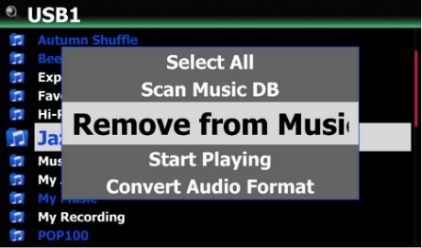 USB1
Autumn Shuffle
Bee
Select All
Exp
Scan Music DB
Fav
Hi-F
Remove from Musi
Ja
Mus
Start Playing
My
Convert Audio Format
My Music
My Recording
POP100